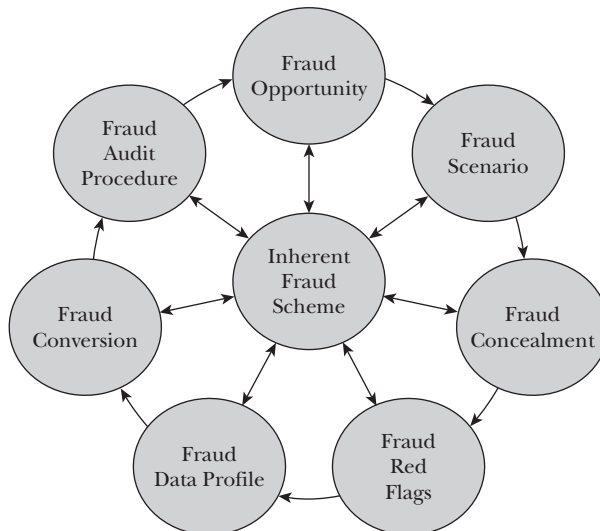 Fraud
Opportunity
Fraud
Scenario
Fraud
Concealment
Fraud
Red
Flags
Fraud
Data Profile
Fraud
Conversion
Fraud
Audit
Procedure
Inherent
Fraud
Scheme